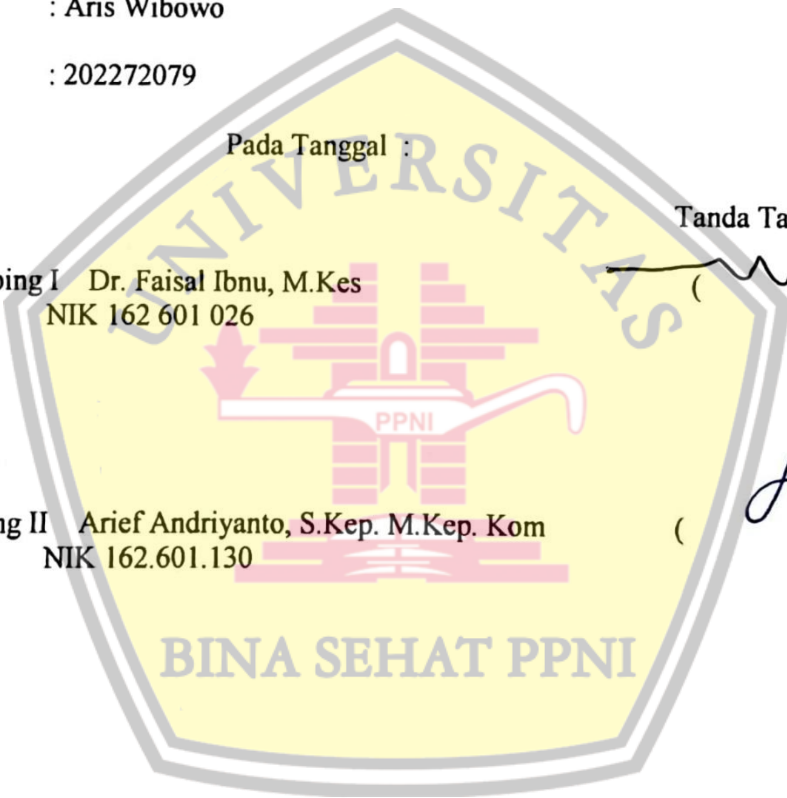 : Aris Wibowo
: 202272079
Pada Tanggal :
UNIVERSITAS
Tanda Ta
bing I Dr. Faisal Ibnu, M.Kes (
NIK 162 601 026
PPNI
ng II Arief Andriyanto, S.Kep. M.Kep. Kom (
NIK 162.601.130
BINA SEHAT PPNI